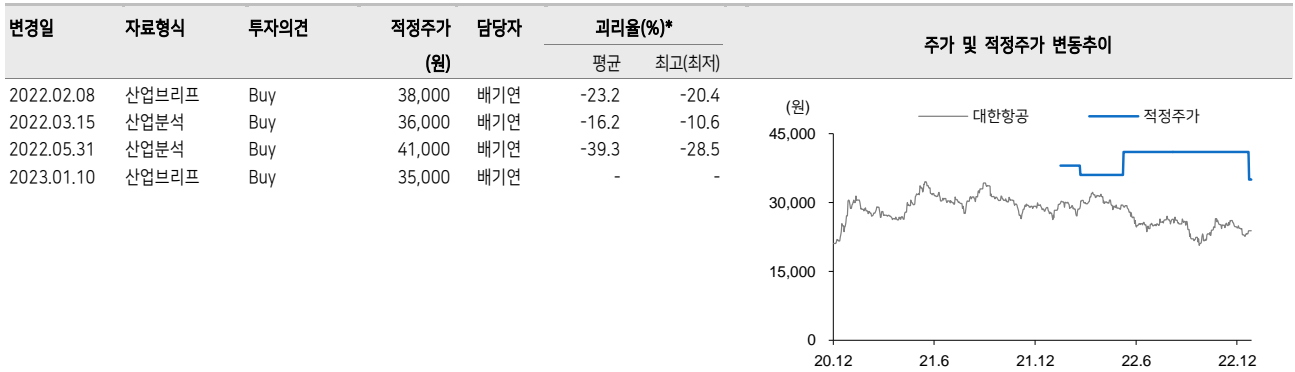 변경일 자료형식 투자의견 적정주가 담당자 괴리율(%)* 주가 및 적정주가 변동추이
(원) 평균 최고(최저)
2022.02.08 산업브리프 Buy 38,000 배기연 -23.2 -20.4
2022.03.15 산업분석 Buy 36,000 배기연 -16.2 -10.6
2022.05.31 산업분석 Buy 41,000 배기연 -39.3 -28.5
2023.01.10 산업브리프 Buy 35,000 배기연 - -
(원) 대한항공 적정주가
45,000
30,000
15,000
0
20.12 21.6 21.12 22.6 22.12